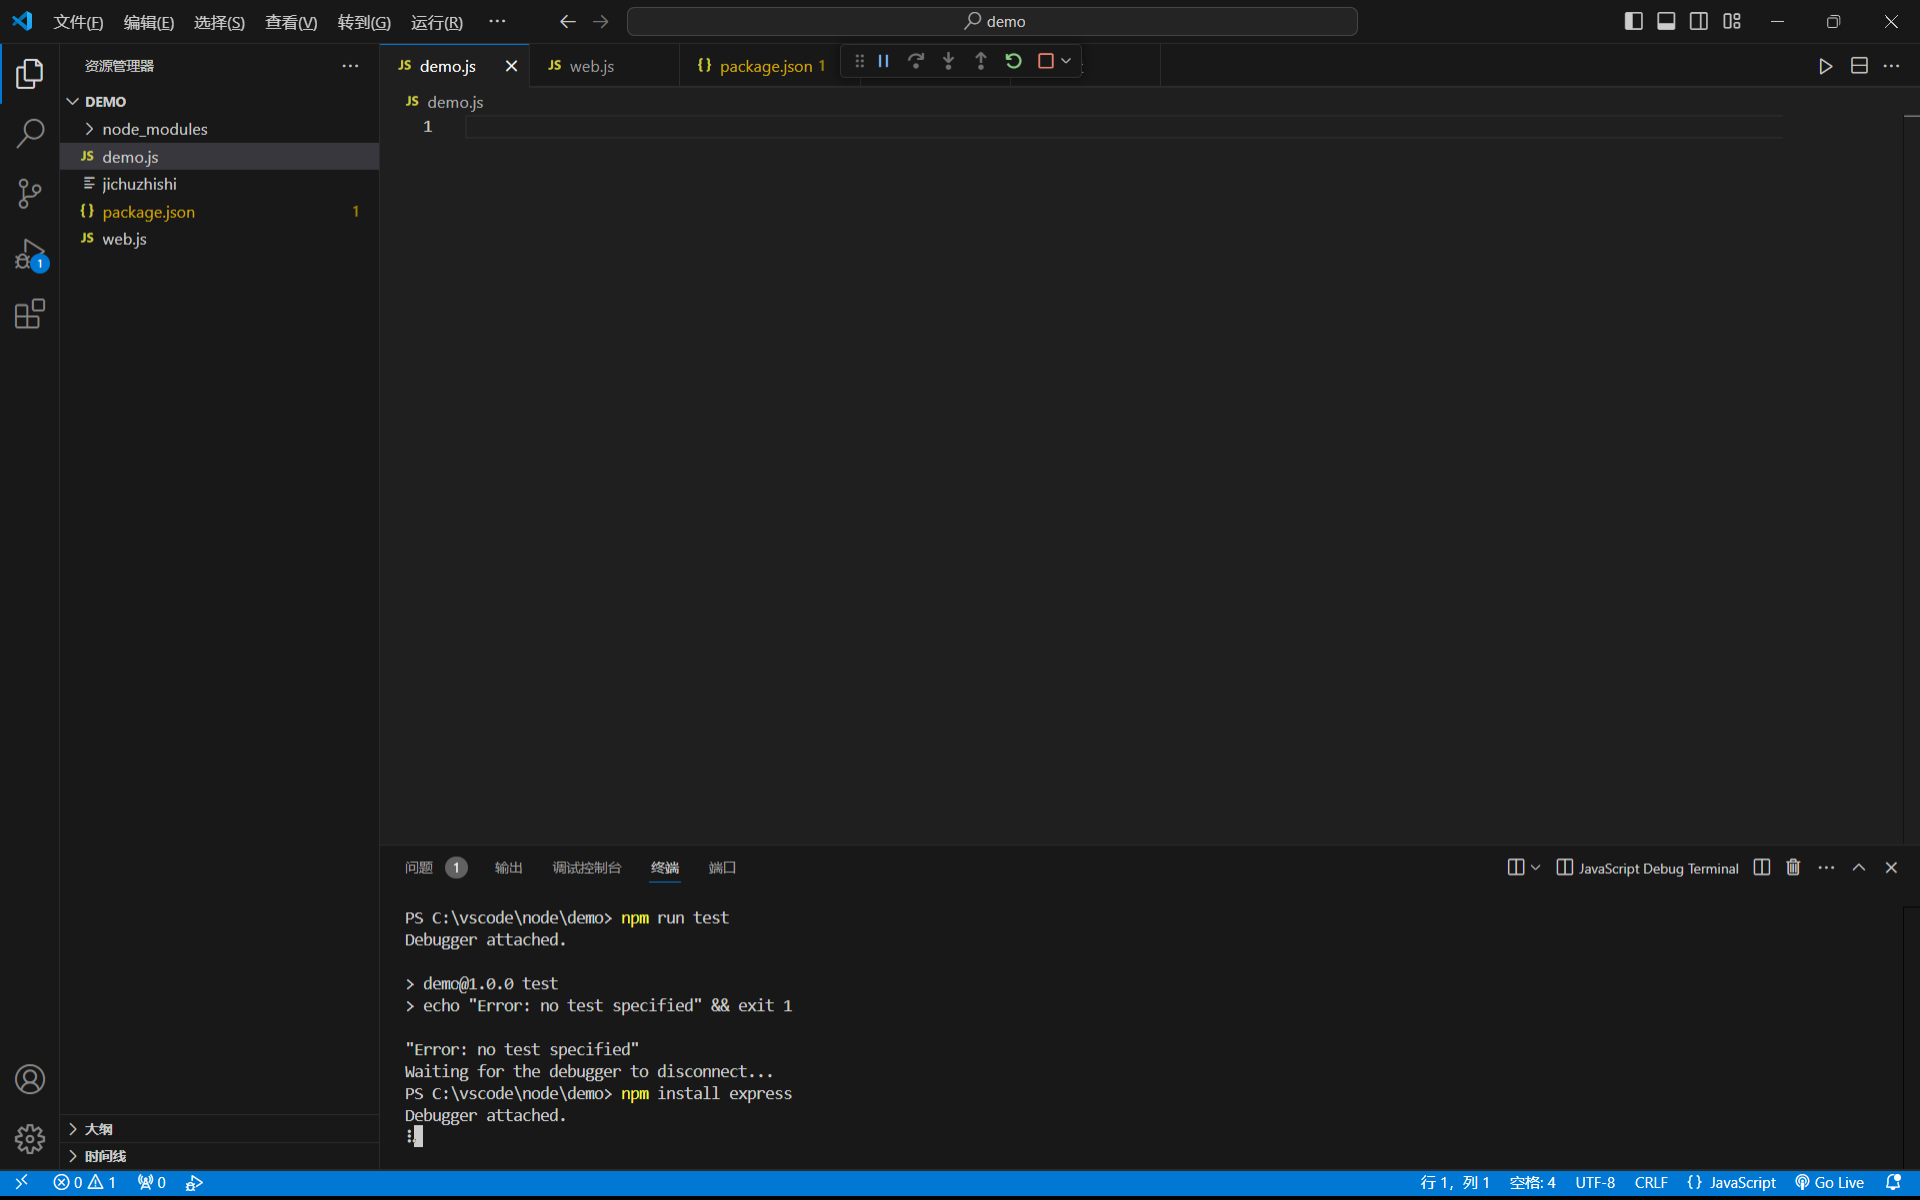 文件(F) 编辑(E) 选择(S) 查看(V) 转到(G) 运行(R) ··· demo
资源管理器 ···
JS demo.js JS web.js {} package.json 1
DEMO
JS demo.js
node_modules
1
JS demo.js
jichuzhishi
{} package.json 1
JS web.js
1
问题 1 输出 调试控制台 终端 端口 JavaScript Debug Terminal
PS C:\vscode\node\demo> npm run test
Debugger attached.
> demo@1.0.0 test
> echo "Error: no test specified" && exit 1
"Error: no test specified"
Waiting for the debugger to disconnect...
PS C:\vscode\node\demo> npm install express
Debugger attached.
大纲
时间线
0 1 0 行 1，列 1 空格: 4 UTF-8 CRLF {} JavaScript Go Live